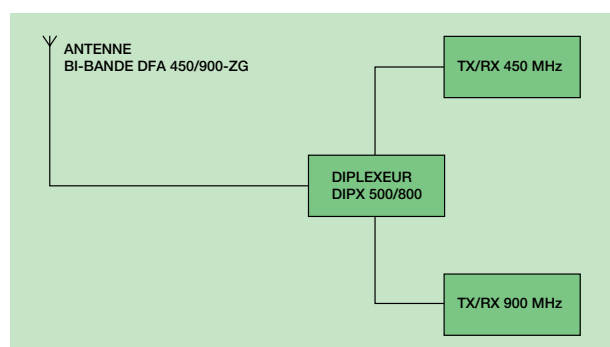 ANTENNE
BI-BANDE DFA 450/900-ZG
TX/RX 450 MHz
DIPLEXEUR
DIPX 500/800
TX/RX 900 MHz